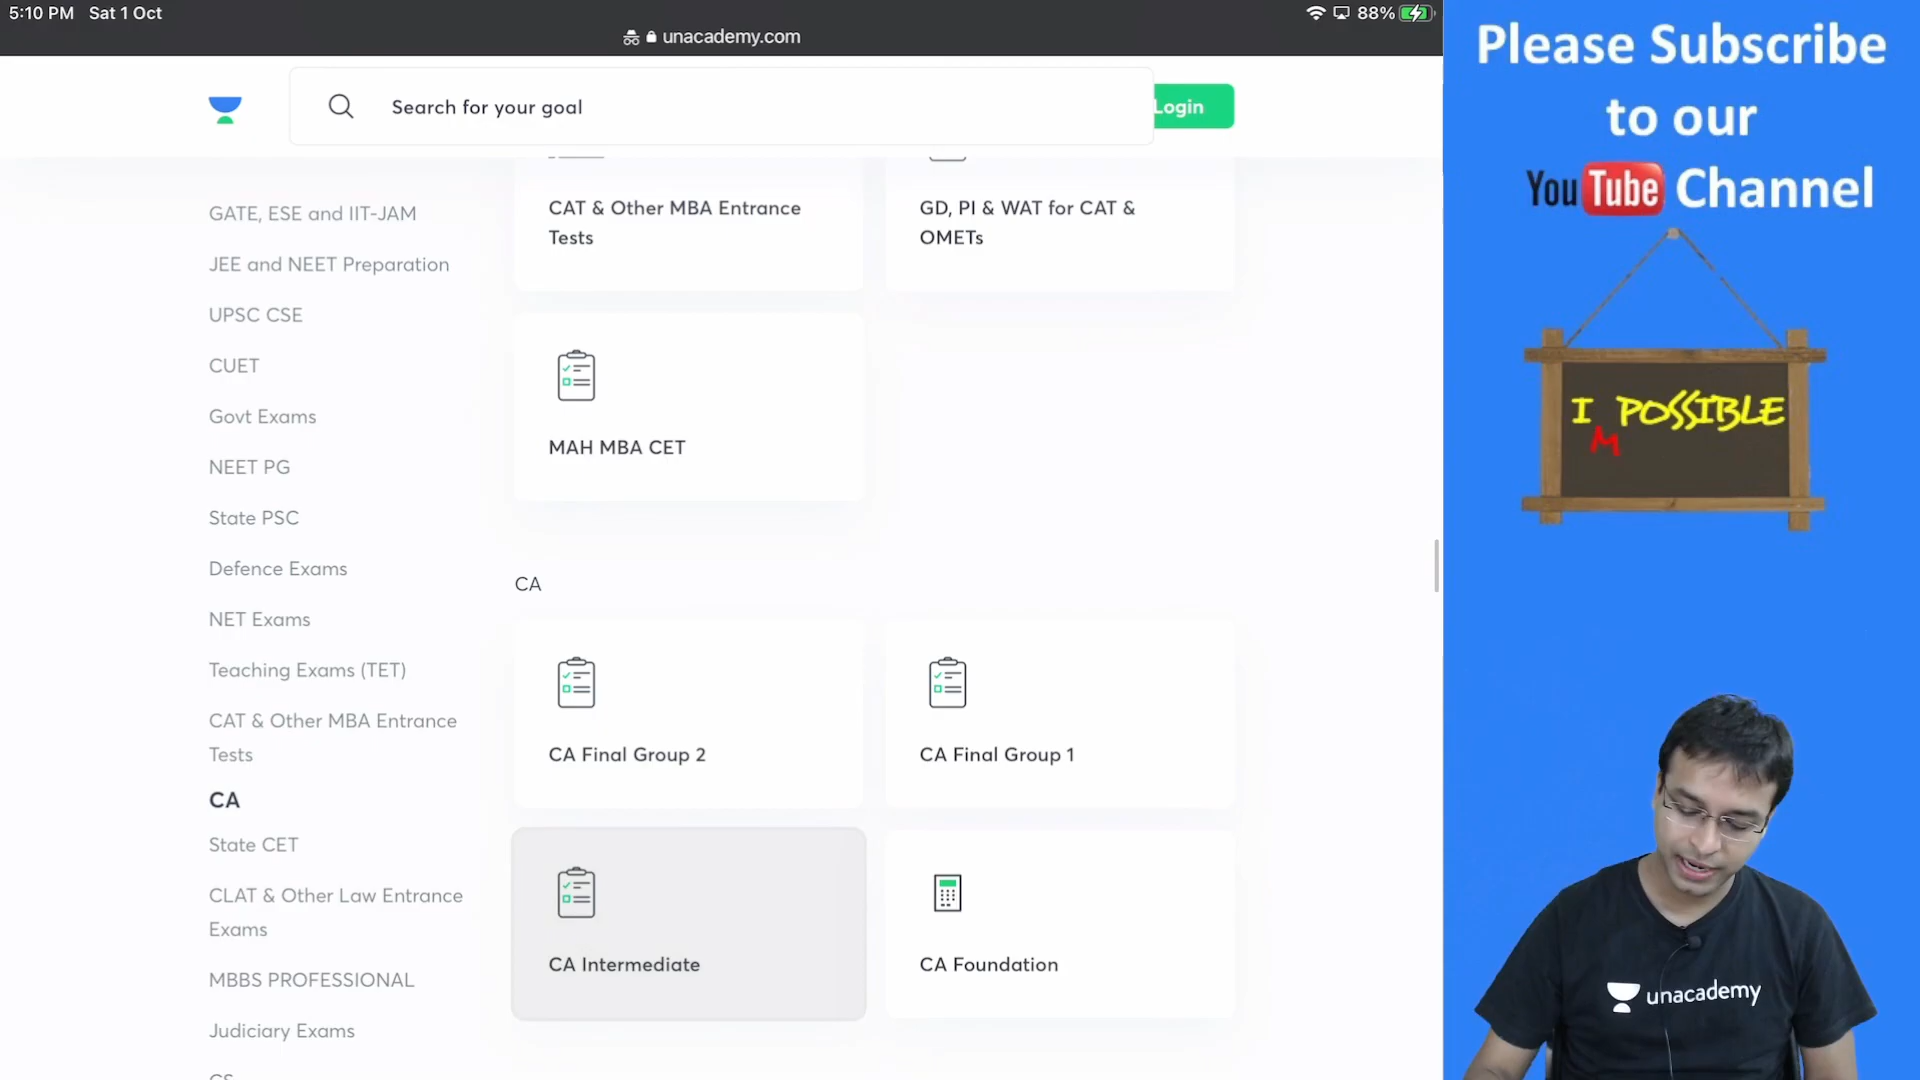 5:10 PM Sat 1 Oct
88%
unacademy.com
Search for your goal
Login
GATE, ESE and IIT-JAM
JEE and NEET Preparation
UPSC CSE
CUET
Govt Exams
NEET PG
State PSC
Defence Exams
NET Exams
Teaching Exams (TET)
CAT & Other MBA Entrance
Tests
CA
State CET
CLAT & Other Law Entrance
Exams
MBBS PROFESSIONAL
Judiciary Exams
CAT & Other MBA Entrance
Tests
GD, PI & WAT for CAT &
OMETs
MAH MBA CET
CA
CA Final Group 2
CA Final Group 1
CA Intermediate
CA Foundation
Please Subscribe
to our
YouTube Channel
I POSSIBLE
M
unacademy